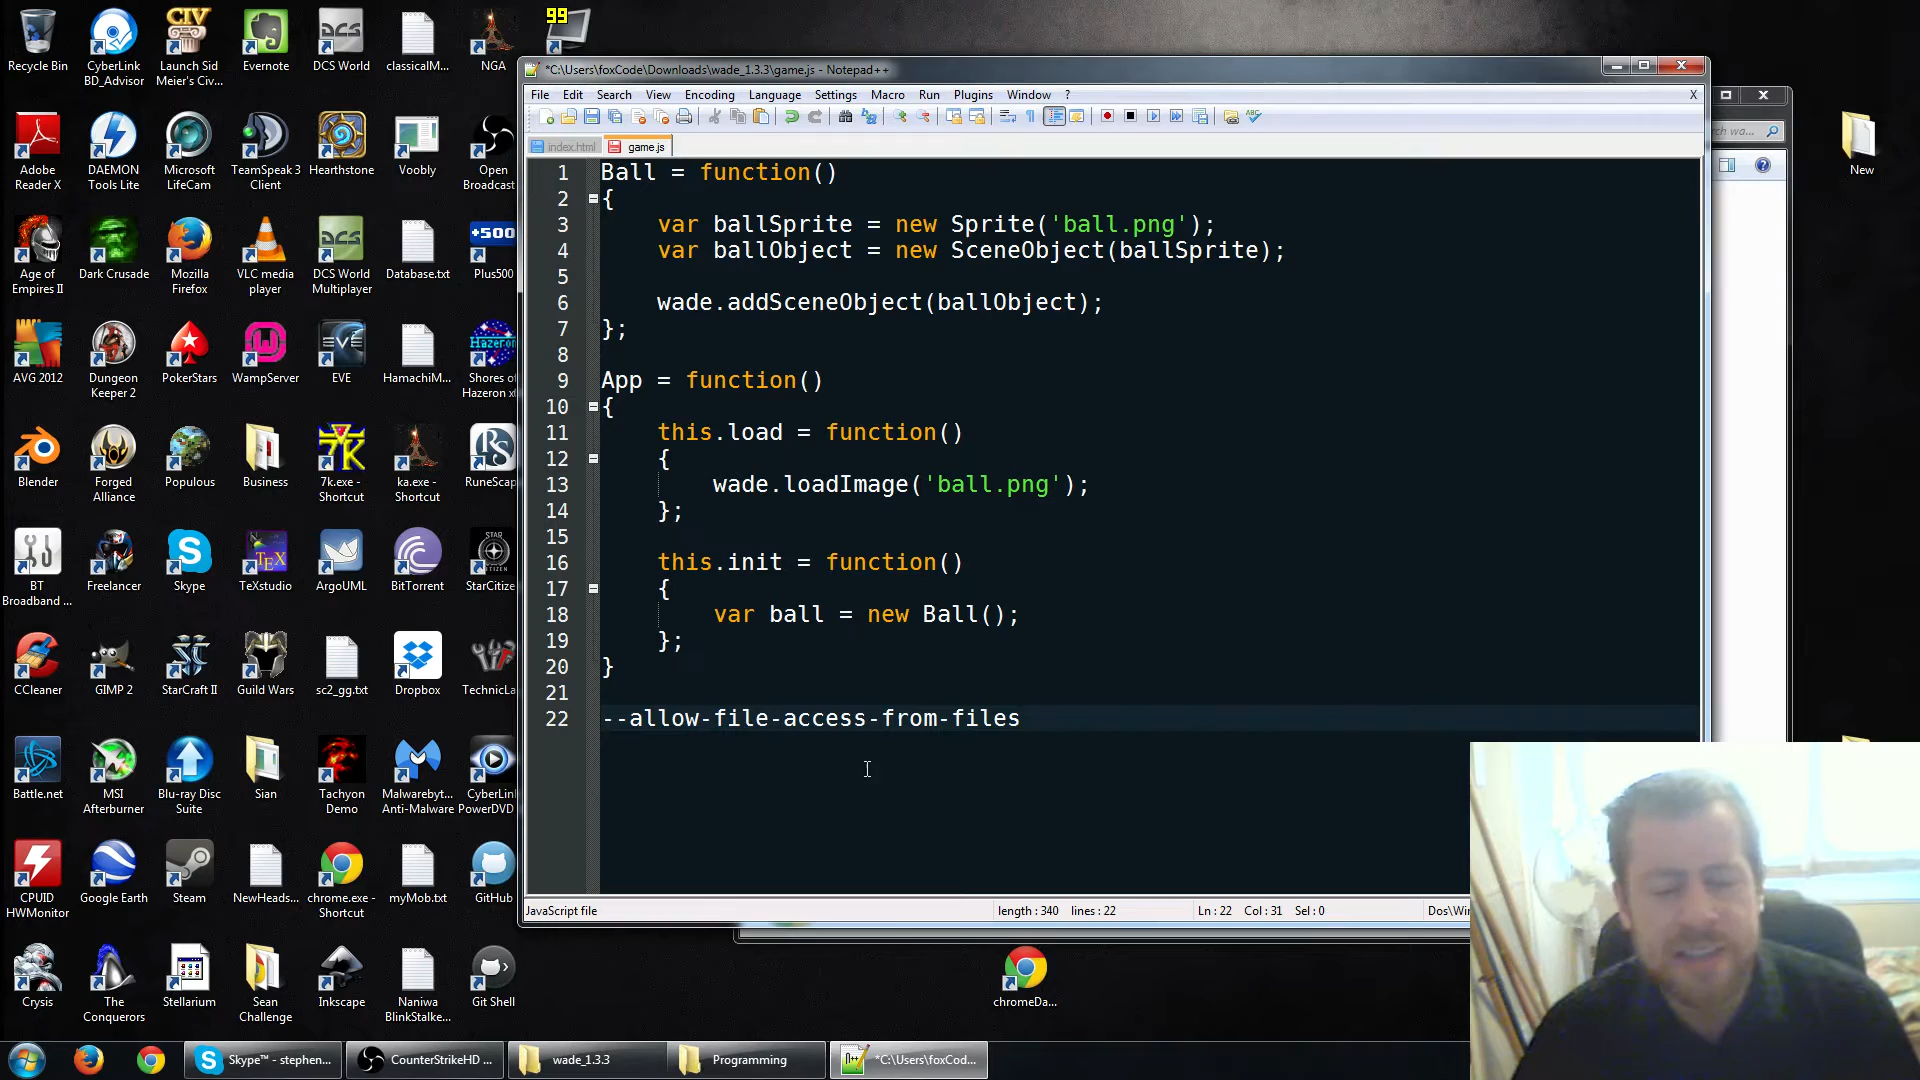 99
Recycle Bin
CyberLink BD_Advisor
Launch Sid Meier's Civ...
Evernote
DCS World
classicalM...
NGA
Adobe Reader X
DAEMON Tools Lite
Microsoft LifeCam
TeamSpeak 3 Client
Hearthstone
Voobly
Open Broadcast
Age of Empires II
Dark Crusade
Mozilla Firefox
VLC media player
DCS World Multiplayer
Database.txt
+500
Plus500
AVG 2012
Dungeon Keeper 2
PokerStars
WampServer
EVE
HamachiM...
Shores of Hazeron
Blender
Forged Alliance
Populous
Business
7k.exe - Shortcut
ka.exe - Shortcut
RuneScap
BT Broadband ...
Freelancer
Skype
TeXstudio
ArgoUML
BitTorrent
StarCitize
CCleaner
GIMP 2
StarCraft II
Guild Wars
sc2_gg.txt
Dropbox
TechnicLa
Battle.net
MSI Afterburner
Blu-ray Disc Suite
Sian
Tachyon Demo
Malwarebyt... Anti-Malware
CyberLink PowerDVD
CPUID HWMonitor
Google Earth
Steam
NewHeads...
chrome.exe - Shortcut
myMob.txt
GitHub
Crysis
The Conquerors
Stellarium
Sean Challenge
Inkscape
Naniwa BlinkStalke...
Git Shell
chromeDa...
New
*C:\Users\foxCode\Downloads\wade_1.3.3\game.js - Notepad++
File Edit Search View Encoding Language Settings Macro Run Plugins Window ? X
index.html game.js
1 Ball = function()
2 {
3 var ballSprite = new Sprite('ball.png');
4 var ballObject = new SceneObject(ballSprite);
5
6 wade.addSceneObject(ballObject);
7 };
8
9 App = function()
10 {
11 this.load = function()
12 {
13 wade.loadImage('ball.png');
14 };
15
16 this.init = function()
17 {
18 var ball = new Ball();
19 };
20 }
21
22 --allow-file-access-from-files
JavaScript file length : 340 lines : 22 Ln : 22 Col : 31 Sel : 0 Dos\Wi
Skype™ - stephen...
CounterStrikeHD ...
wade_1.3.3
Programming
*C:\Users\foxCod...